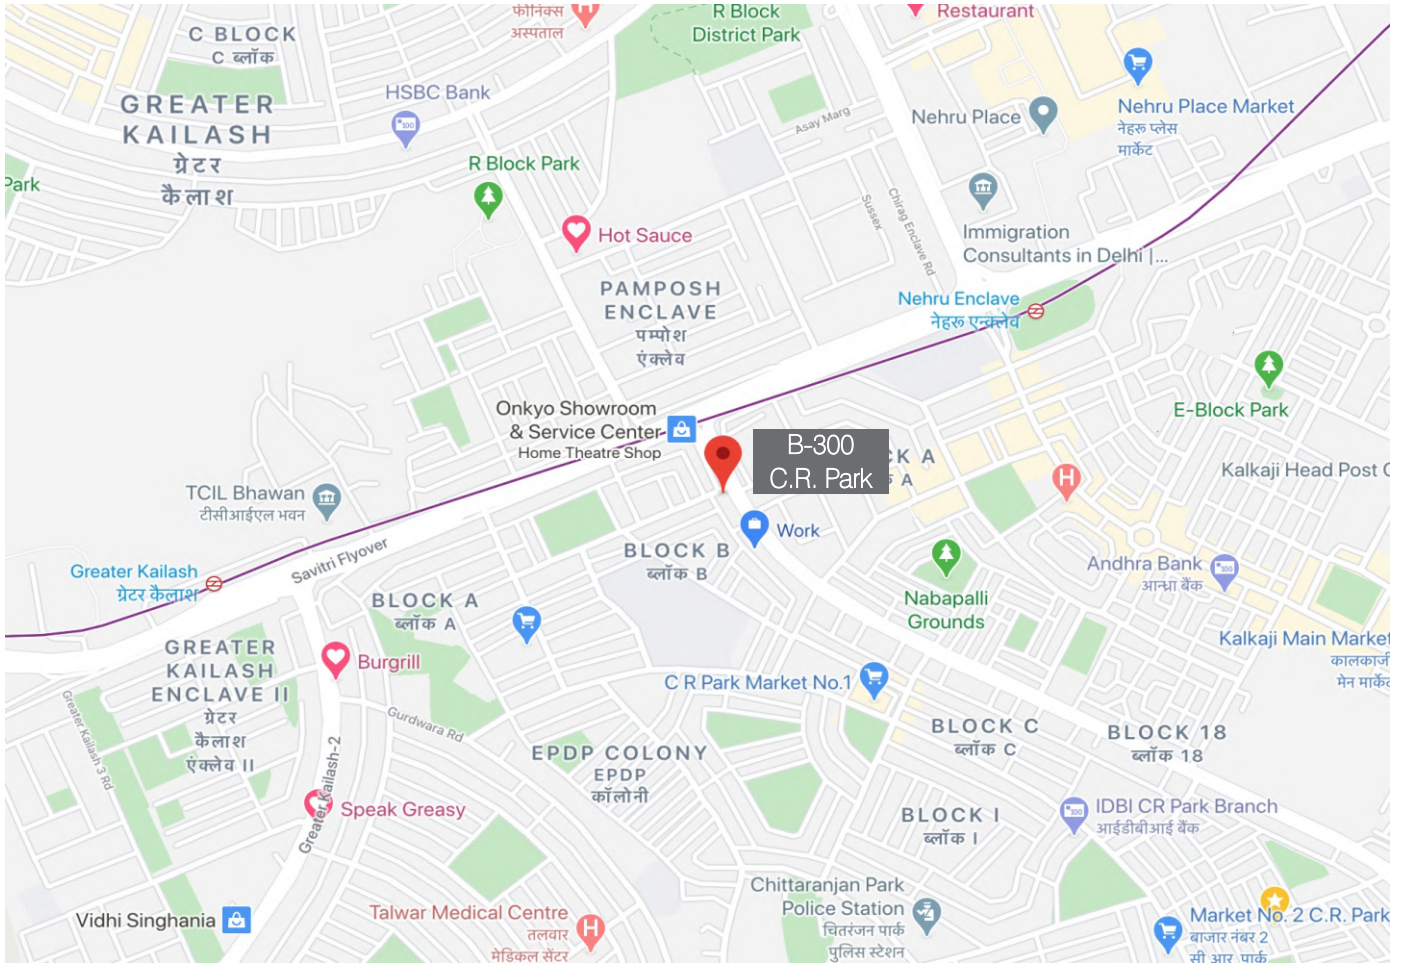 फीनिक्स
अस्पताल
R Block
District Park
Restaurant
C BLOCK
C ब्लॉक
HSBC Bank
GREATER
KAILASH
ग्रेटर
कैलाश
Park
R Block Park
Asay Marg
Nehru Place
Nehru Place Market
नेहरू प्लेस
मार्केट
Hot Sauce
Sussex
Chirag Enclave Rd
Immigration
Consultants in Delhi |...
PAMPOSH
ENCLAVE
पम्पोश
एंक्लेव
Nehru Enclave
नेहरू एन्क्लेव
E-Block Park
Onkyo Showroom
& Service Center
Home Theatre Shop
B-300
C.R. Park
CK A
A
Kalkaji Head Post
TCIL Bhawan
टीसीआईएल भवन
Work
Savitri Flyover
BLOCK B
ब्लॉक B
Greater Kailash
ग्रेटर कैलाश
BLOCK A
ब्लॉक A
Nabapalli
Grounds
Andhra Bank
आन्ध्रा बैंक
Kalkaji Main Market
कालकाजी
मेन मार्केट
GREATER
KAILASH
ENCLAVE II
ग्रेटर
कैलाश
एंक्लेव II
Burgrill
C R Park Market No.1
Greater Kailash 3 Rd
Gurdwara Rd
Greater Kailash-2
EPDP COLONY
EPDP
कॉलोनी
BLOCK C
ब्लॉक C
BLOCK 18
ब्लॉक 18
Speak Greasy
BLOCK I
ब्लॉक I
IDBI CR Park Branch
आईडीबीआई बैंक
Vidhi Singhania
Talwar Medical Centre
तलवार
मेडिकल सेंटर
Chittaranjan Park
Police Station
चितरंजन पार्क
पुलिस स्टेशन
Market No. 2 C.R. Park
बाजार नंबर 2
सी आर पार्क